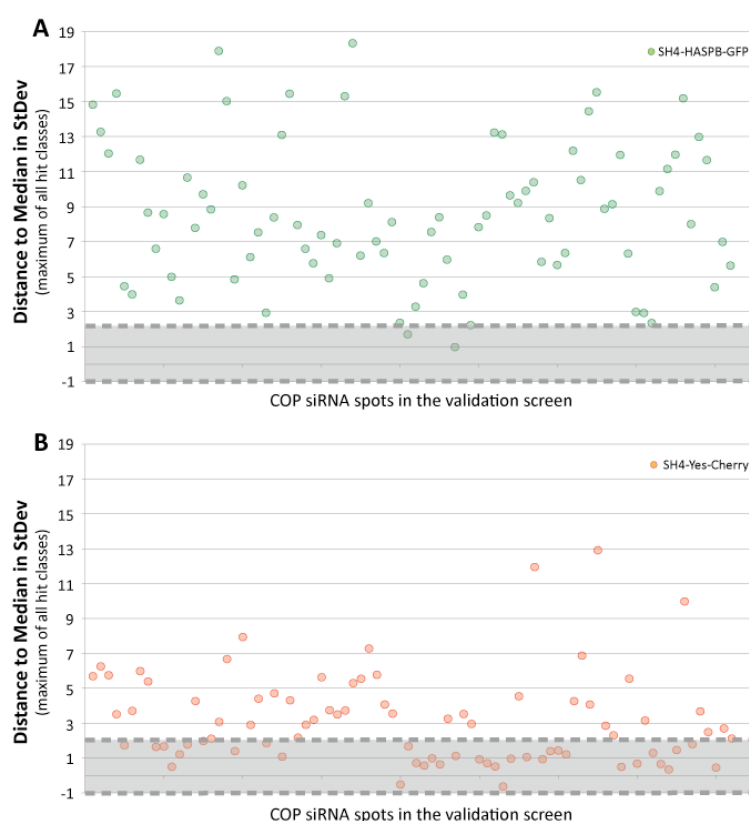 A
19
17
15
13
11
9
7
5
3
1
-1
Distance to Median in StDev
(maximum of all hit classes)
SH4-HASPB-GFP
COP siRNA spots in the validation screen
B
19
17
15
13
11
9
7
5
3
1
-1
Distance to Median in StDev
(maximum of all hit classes)
SH4-Yes-Cherry
COP siRNA spots in the validation screen